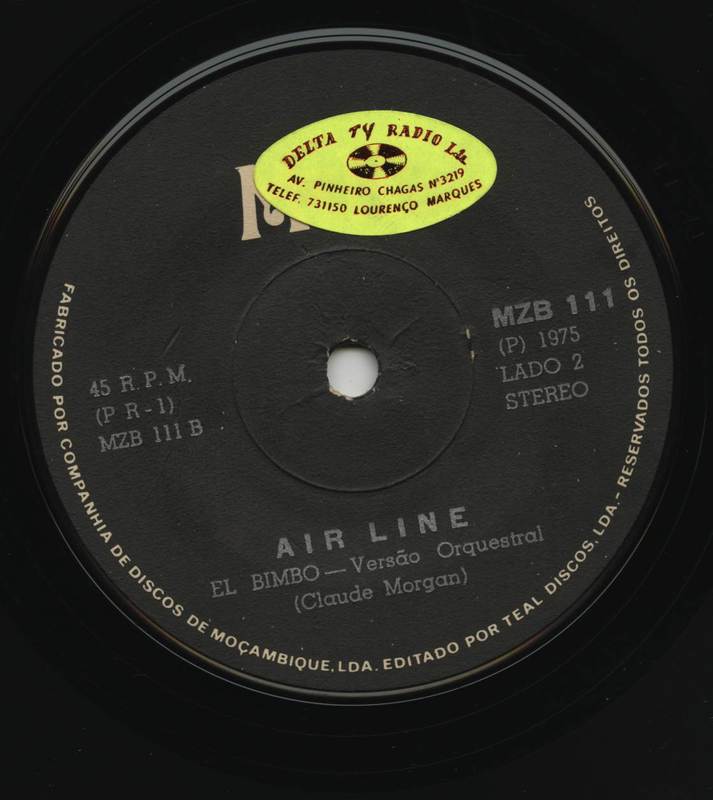 DELTA TV RADIO Lda
AV. PINHEIRO CHAGAS Nº3219
TELEF. 731150 LOURENÇO MARQUES
MZB 111
(P) 1975
LADO 2
STEREO
45 R.P.M.
(P R-1)
MZB 111 B
AIR LINE
EL BIMBO — Versão Orquestral
(Claude Morgan)
FABRICADO POR COMPANHIA DE DISCOS DE MOÇAMBIQUE, LDA. EDITADO POR TEAL DISCOS, LDA. - RESERVADOS TODOS OS DIREITOS